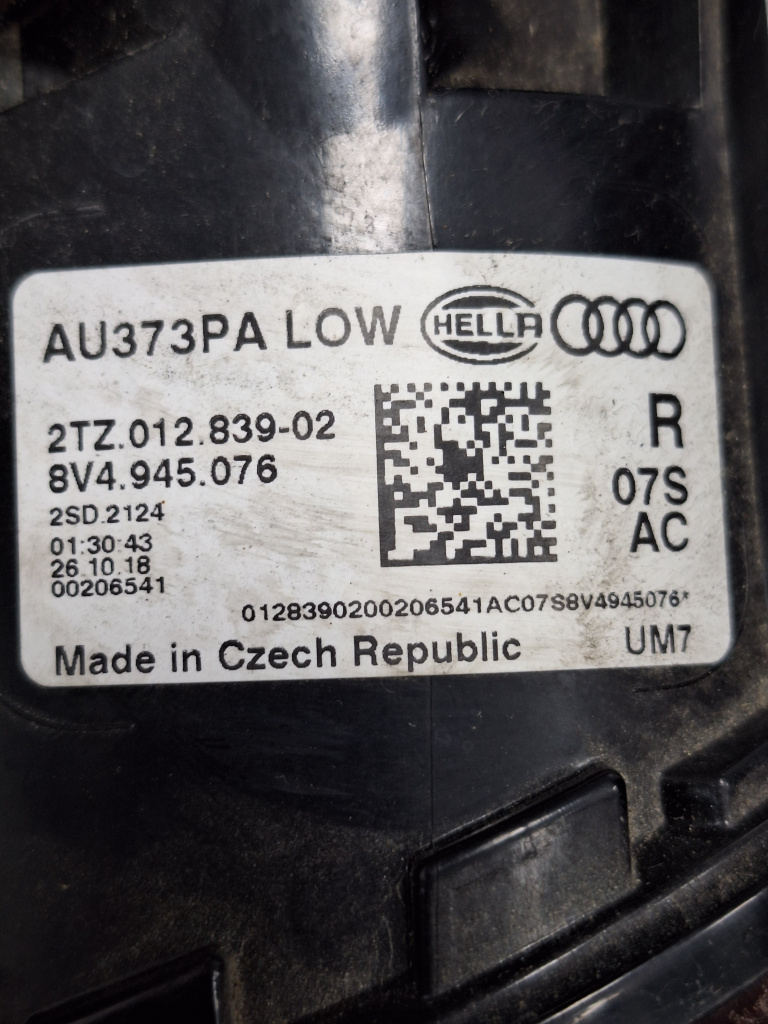 AU373PA LOW HELLA
2TZ.012.839-02
8V4.945.076
2SD.2124
01:30:43
26.10.18
00206541
R
07S
AC
0128390200206541AC07S8V4945076*
Made in Czech Republic
UM7